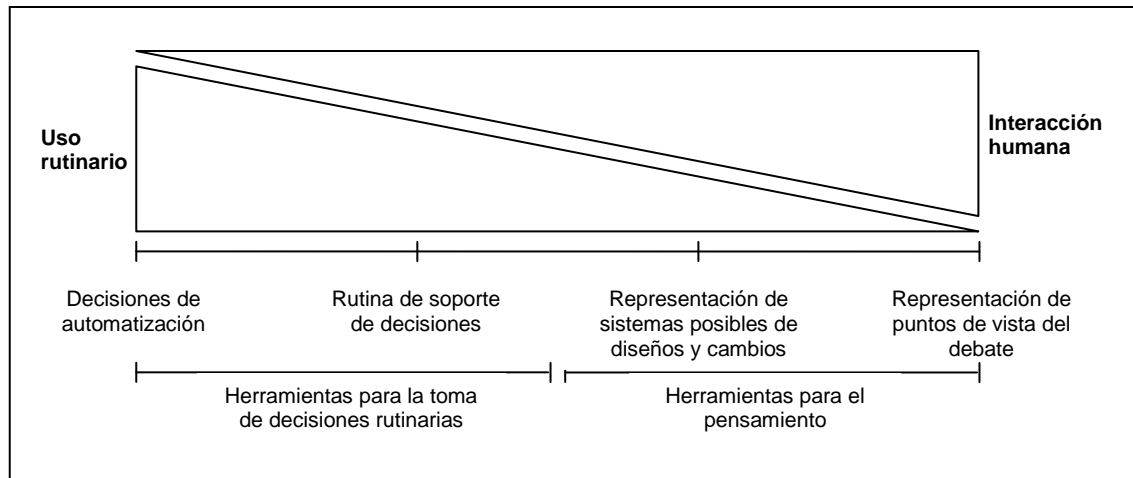 Uso
rutinario
Interacción
humana
Decisiones de
automatización
Rutina de soporte
de decisiones
Representación de
sistemas posibles de
diseños y cambios
Representación de
puntos de vista del
debate
Herramientas para la toma
de decisiones rutinarias
Herramientas para el
pensamiento